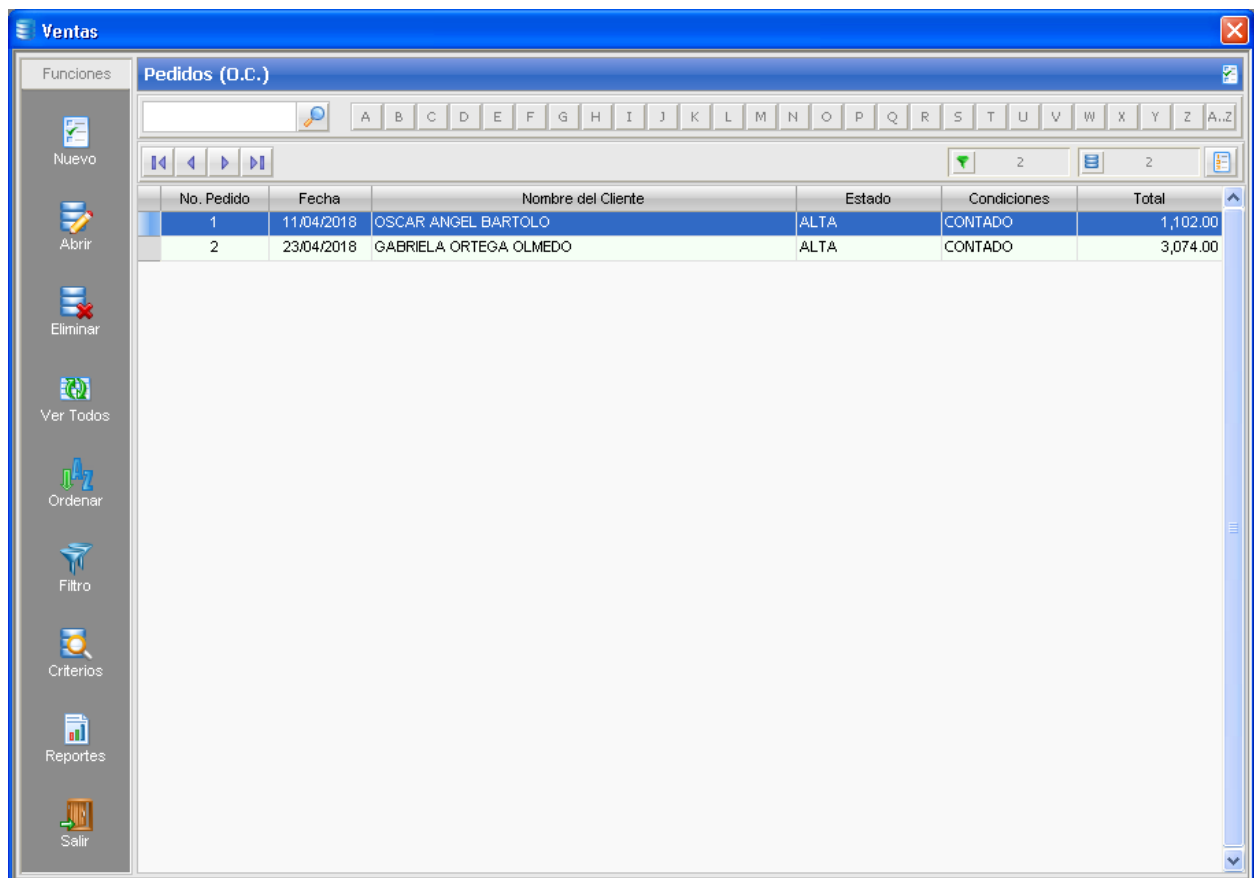 Ventas
Funciones
Pedidos (O.C.)
A B C D E F G H I J K L M N O P Q R S T U V W X Y Z A..Z
Nuevo
2 2
No. Pedido Fecha Nombre del Cliente Estado Condiciones Total
1 11/04/2018 OSCAR ANGEL BARTOLO ALTA CONTADO 1,102.00
2 23/04/2018 GABRIELA ORTEGA OLMEDO ALTA CONTADO 3,074.00
Abrir
Eliminar
Ver Todos
Ordenar
Filtro
Criterios
Reportes
Salir